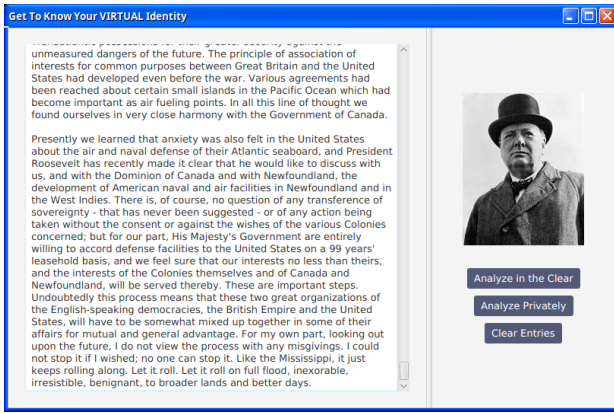 Get To Know Your VIRTUAL Identity
Transatlantic possessions for their greater security against the
unmeasured dangers of the future. The principle of association of
interests for common purposes between Great Britain and the United
States had developed even before the war. Various agreements had
been reached about certain small islands in the Pacific Ocean which had
become important as air fueling points. In all this line of thought we
found ourselves in very close harmony with the Government of Canada.
Presently we learned that anxiety was also felt in the United States
about the air and naval defense of their Atlantic seaboard, and President
Roosevelt has recently made it clear that he would like to discuss with
us, and with the Dominion of Canada and with Newfoundland, the
development of American naval and air facilities in Newfoundland and in
the West Indies. There is, of course, no question of any transference of
sovereignty - that has never been suggested - or of any action being
taken without the consent or against the wishes of the various Colonies
concerned; but for our part, His Majesty's Government are entirely
willing to accord defense facilities to the United States on a 99 years'
leasehold basis, and we feel sure that our interests no less than theirs,
and the interests of the Colonies themselves and of Canada and
Newfoundland, will be served thereby. These are important steps.
Undoubtedly this process means that these two great organizations of
the English-speaking democracies, the British Empire and the United
States, will have to be somewhat mixed up together in some of their
affairs for mutual and general advantage. For my own part, looking out
upon the future, I do not view the process with any misgivings. I could
not stop it if I wished; no one can stop it. Like the Mississippi, it just
keeps rolling along. Let it roll. Let it roll on full flood, inexorable,
irresistible, benignant, to broader lands and better days.
Analyze in the Clear
Analyze Privately
Clear Entries